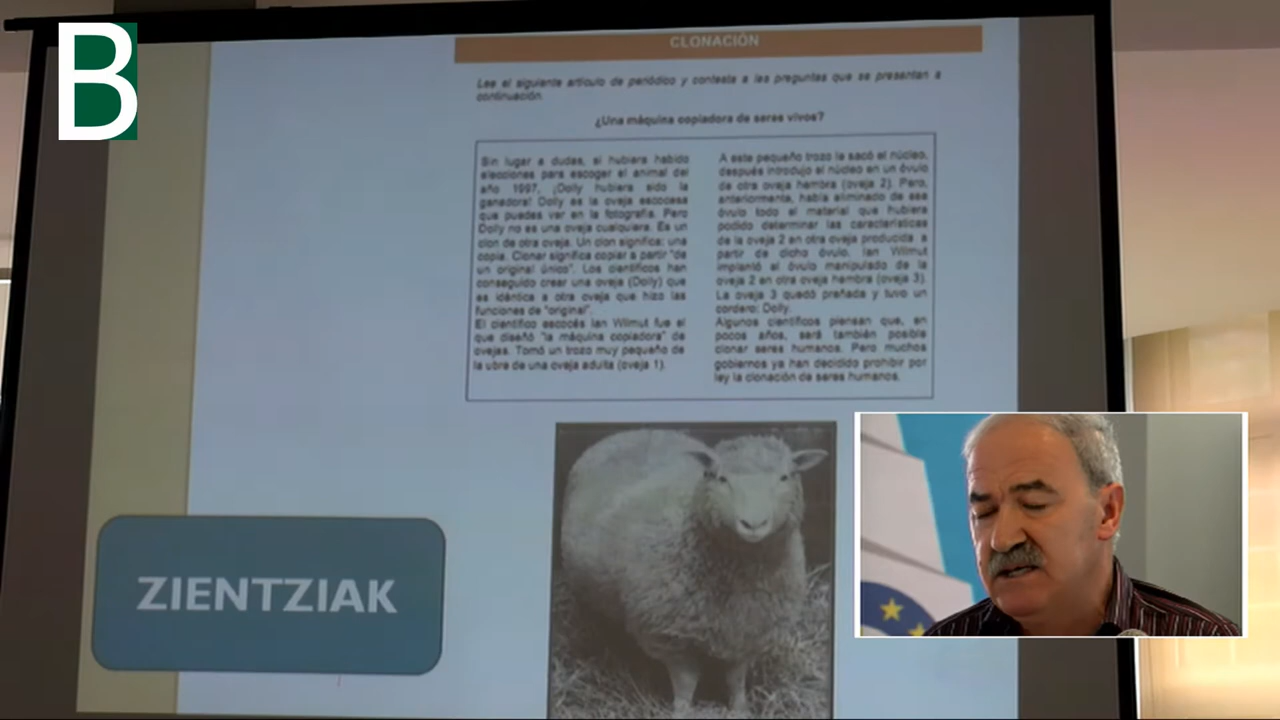 B
CLONACIÓN
Lee el siguiente artículo de periódico y contesta a las preguntas que se presentan a
continuación.
¿Una máquina copiadora de seres vivos?
Sin lugar a dudas, si hubiera habido
elecciones para escoger el animal del
año 1997, ¡Dolly hubiera sido la
ganadora! Dolly es la oveja escocesa
que puedes ver en la fotografía. Pero
Dolly no es una oveja cualquiera. Es un
clon de otra oveja. Un clon significa: una
copia. Clonar significa copiar a partir "de
un original único". Los científicos han
conseguido crear una oveja (Dolly) que
es idéntica a otra oveja que hizo las
funciones de "original".
El científico escocés Ian Wilmut fue el
que diseñó "la máquina copiadora" de
ovejas. Tomó un trozo muy pequeño de
la ubre de una oveja adulta (oveja 1).
A este pequeño trozo le sacó el núcleo,
después introdujo el núcleo en un óvulo
de otra oveja hembra (oveja 2). Pero,
anteriormente, había eliminado de ese
óvulo todo el material que hubiera
podido determinar las características
de la oveja 2 en otra oveja producida a
partir de dicho óvulo. Ian Wilmut
implantó el óvulo manipulado de la
oveja 2 en otra oveja hembra (oveja 3).
La oveja 3 quedó preñada y tuvo un
cordero: Dolly.
Algunos científicos piensan que, en
pocos años, será también posible
clonar seres humanos. Pero muchos
gobiernos ya han decidido prohibir por
ley la clonación de seres humanos.
ZIENTZIAK